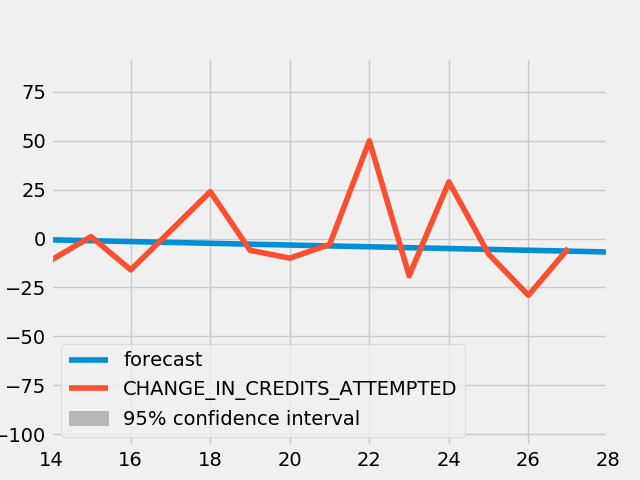 75
50
25
0
−25
−50
−75
−100
forecast
CHANGE_IN_CREDITS_ATTEMPTED
95% confidence interval
14 16 18 20 22 24 26 28